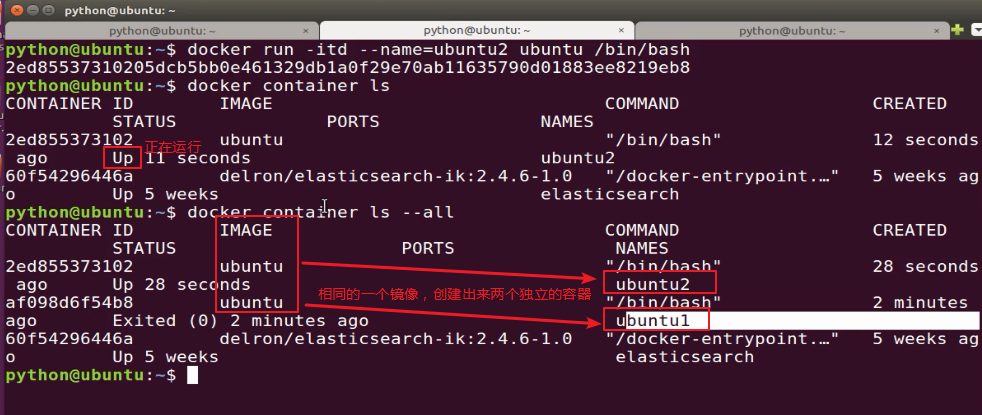 python@ubuntu: ~
python@ubuntu: ~ × python@ubuntu: ~ × python@ubuntu: ~ ×
python@ubuntu:~$ docker run -itd --name=ubuntu2 ubuntu /bin/bash
2ed855373310205dcb5bb0e461329db1a0f29e70ab11635790d01883ee8219eb8
python@ubuntu:~$ docker container ls
CONTAINER ID IMAGE COMMAND CREATED
STATUS PORTS NAMES
2ed855373102 ubuntu "/bin/bash" 12 seconds
正在运行
ago Up 11 seconds ubuntu2
60f54296446a delron/elasticsearch-ik:2.4.6-1.0 "/docker-entrypoint.…" 5 weeks ag
o Up 5 weeks elasticsearch
python@ubuntu:~$ docker container ls --all
CONTAINER ID IMAGE COMMAND CREATED
STATUS PORTS NAMES
2ed855373102 ubuntu "/bin/bash" 28 seconds
ago Up 28 seconds ubuntu2
相同的一个镜像，创建出来两个独立的容器
af098d6f54b8 ubuntu "/bin/bash" 2 minutes
ago Exited (0) 2 minutes ago ubuntu1
60f54296446a delron/elasticsearch-ik:2.4.6-1.0 "/docker-entrypoint.…" 5 weeks ag
o Up 5 weeks elasticsearch
python@ubuntu:~$